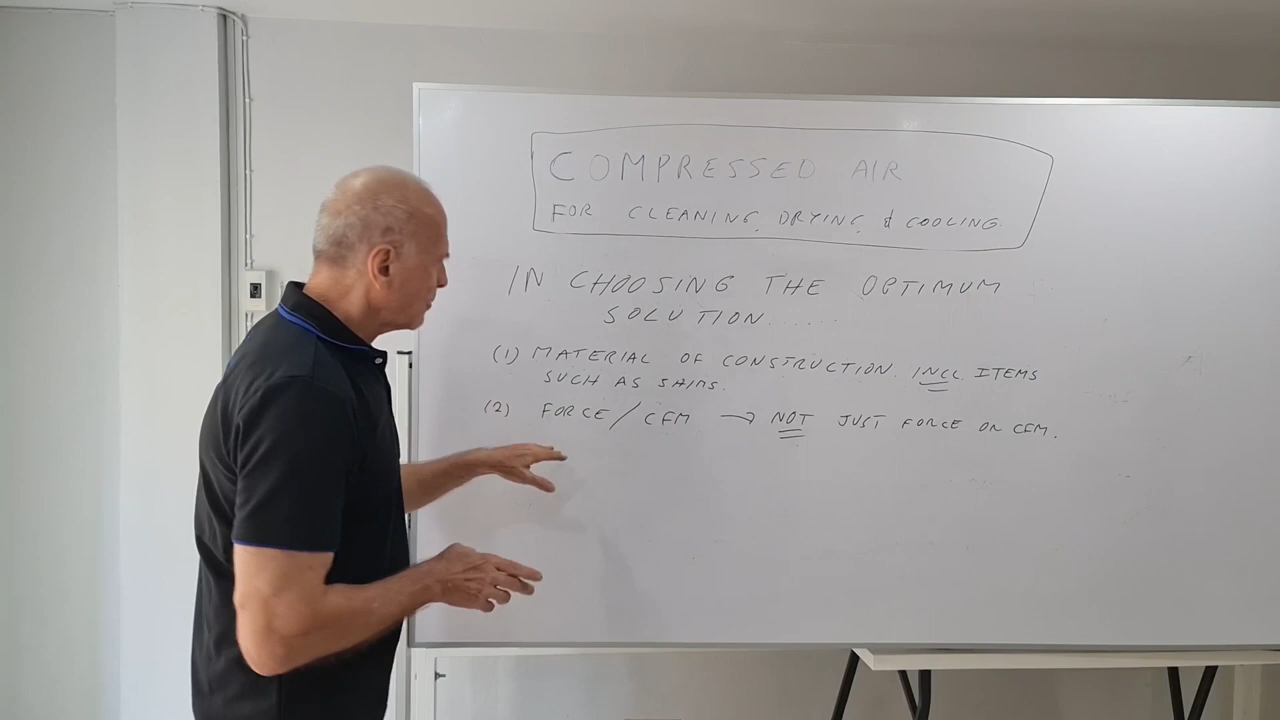 COMPRESSED AIR
FOR CLEANING, DRYING, & COOLING.
IN CHOOSING THE OPTIMUM
SOLUTION......
(1) MATERIAL OF CONSTRUCTION. INCL. ITEMS
SUCH AS SHIMS.
(2) FORCE/CFM → NOT JUST FORCE OR CFM.